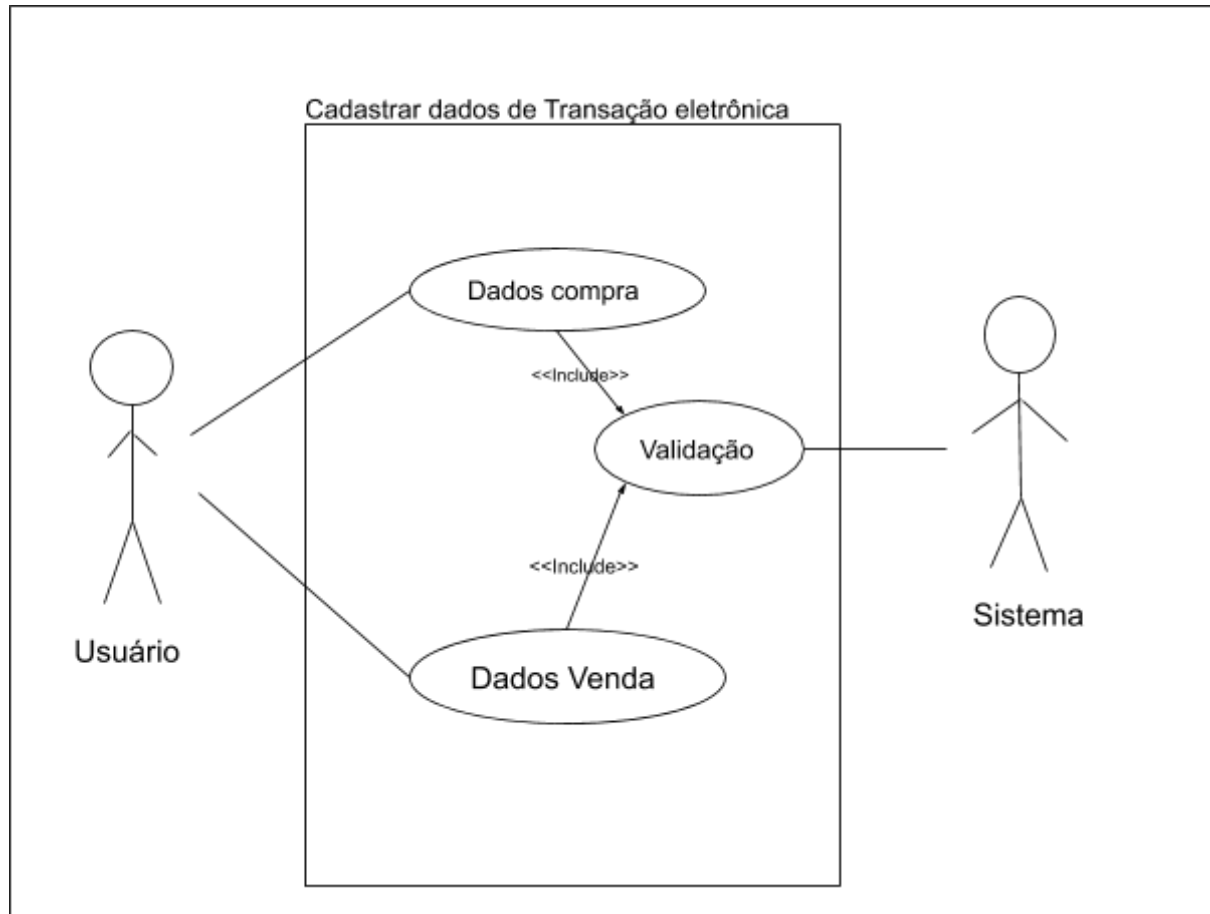 Cadastrar dados de Transação eletrônica
Dados compra
<<Include>>
Validação
<<Include>>
Dados Venda
Usuário
Sistema